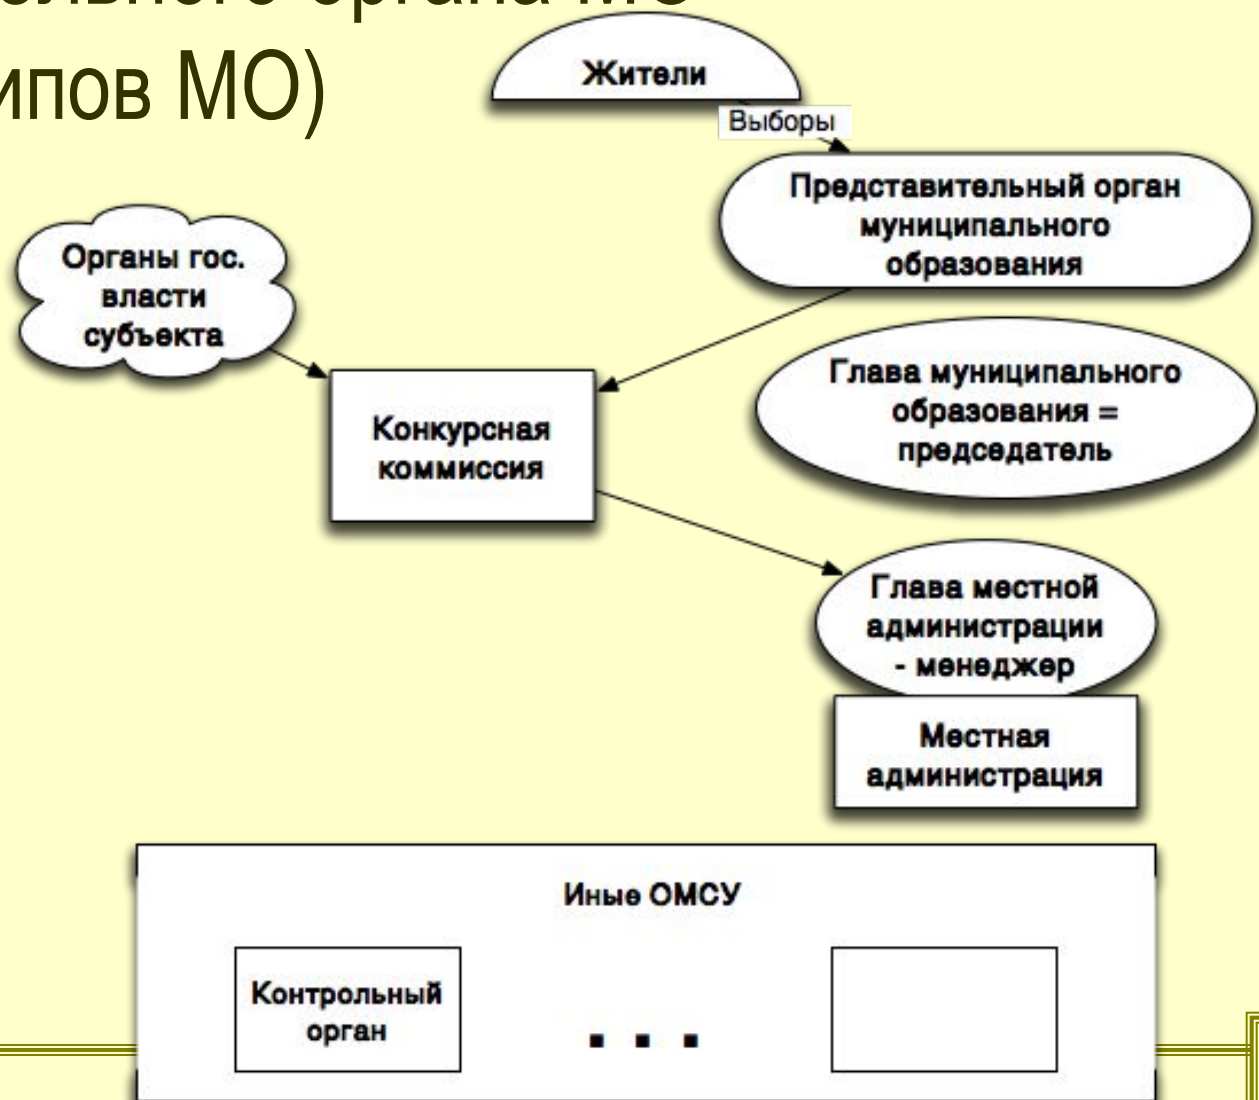 ипов МО)
Жители
Выборы
Представительный орган
муниципального
образования
Органы гос.
власти
субъекта
Глава муниципального
образования =
председатель
Конкурсная
коммиссия
Глава местной
администрации
- менеджер
Местная
администрация
Иные ОМСУ
Контрольный
орган
. . .